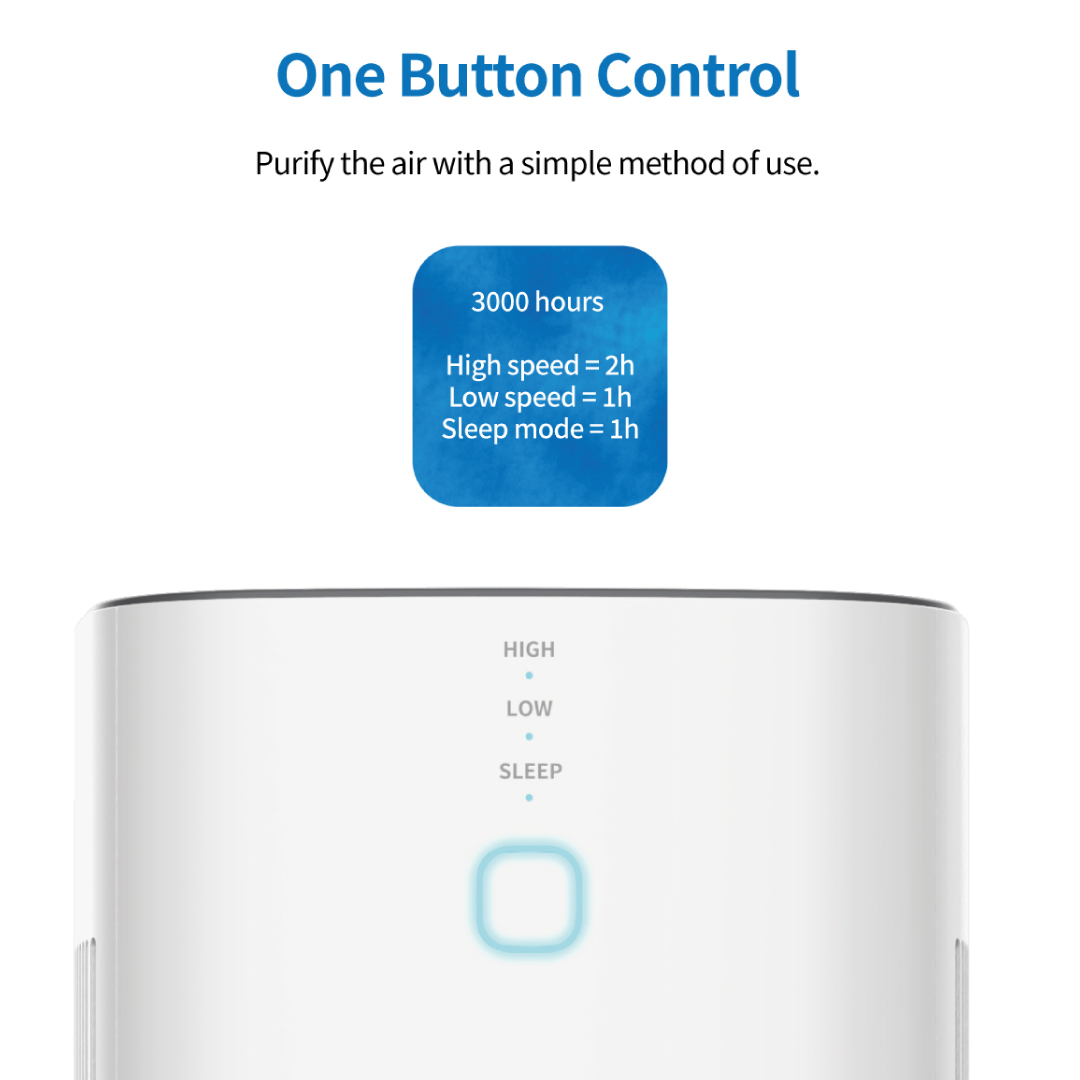 One Button Control
Purify the air with a simple method of use.
3000 hours
High speed = 2h
Low speed = 1h
Sleep mode = 1h
HIGH
LOW
SLEEP